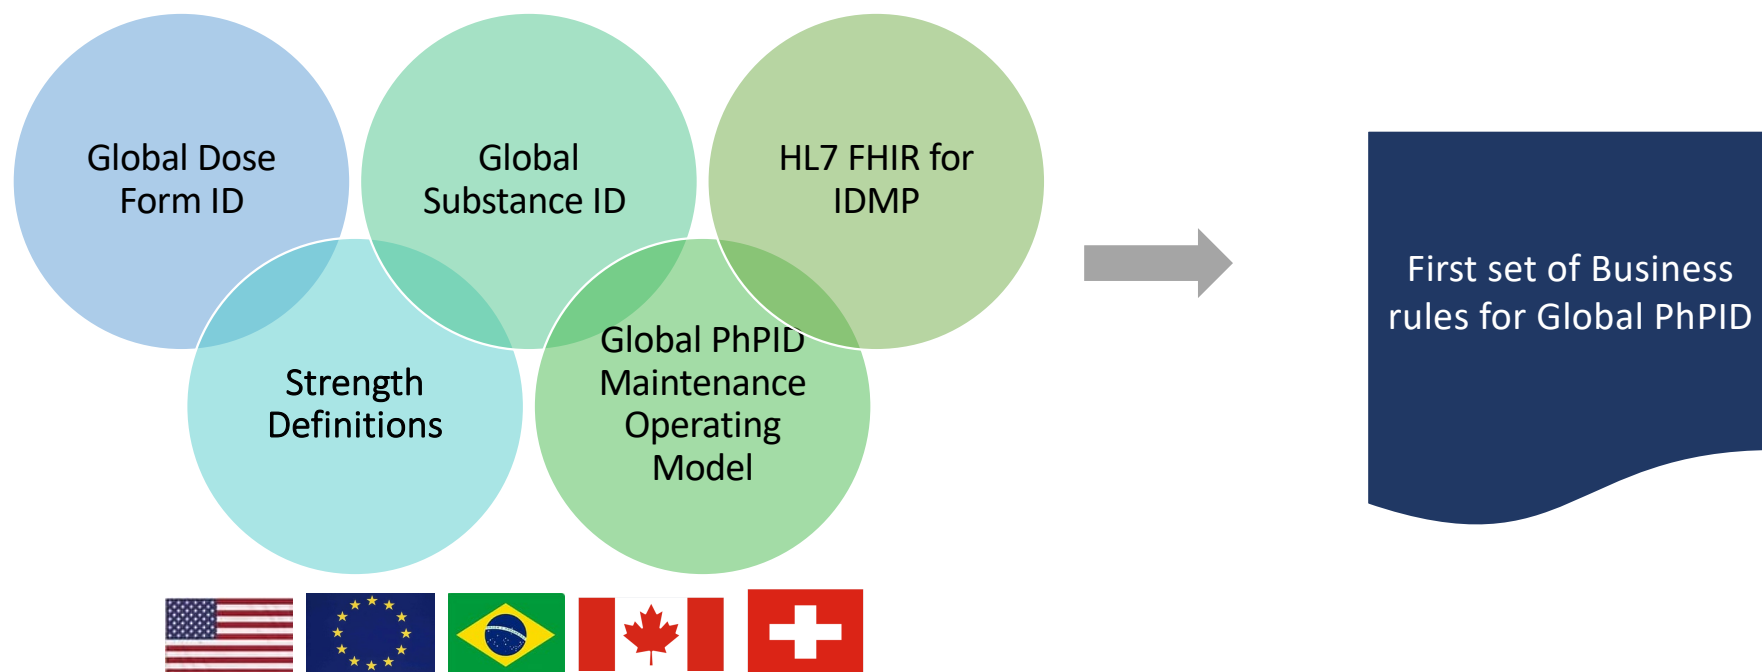 Global Dose
Form ID
Global
Substance ID
HL7 FHIR for
IDMP
Strength
Definitions
Global PhPID
Maintenance
Operating
Model
First set of Business
rules for Global PhPID